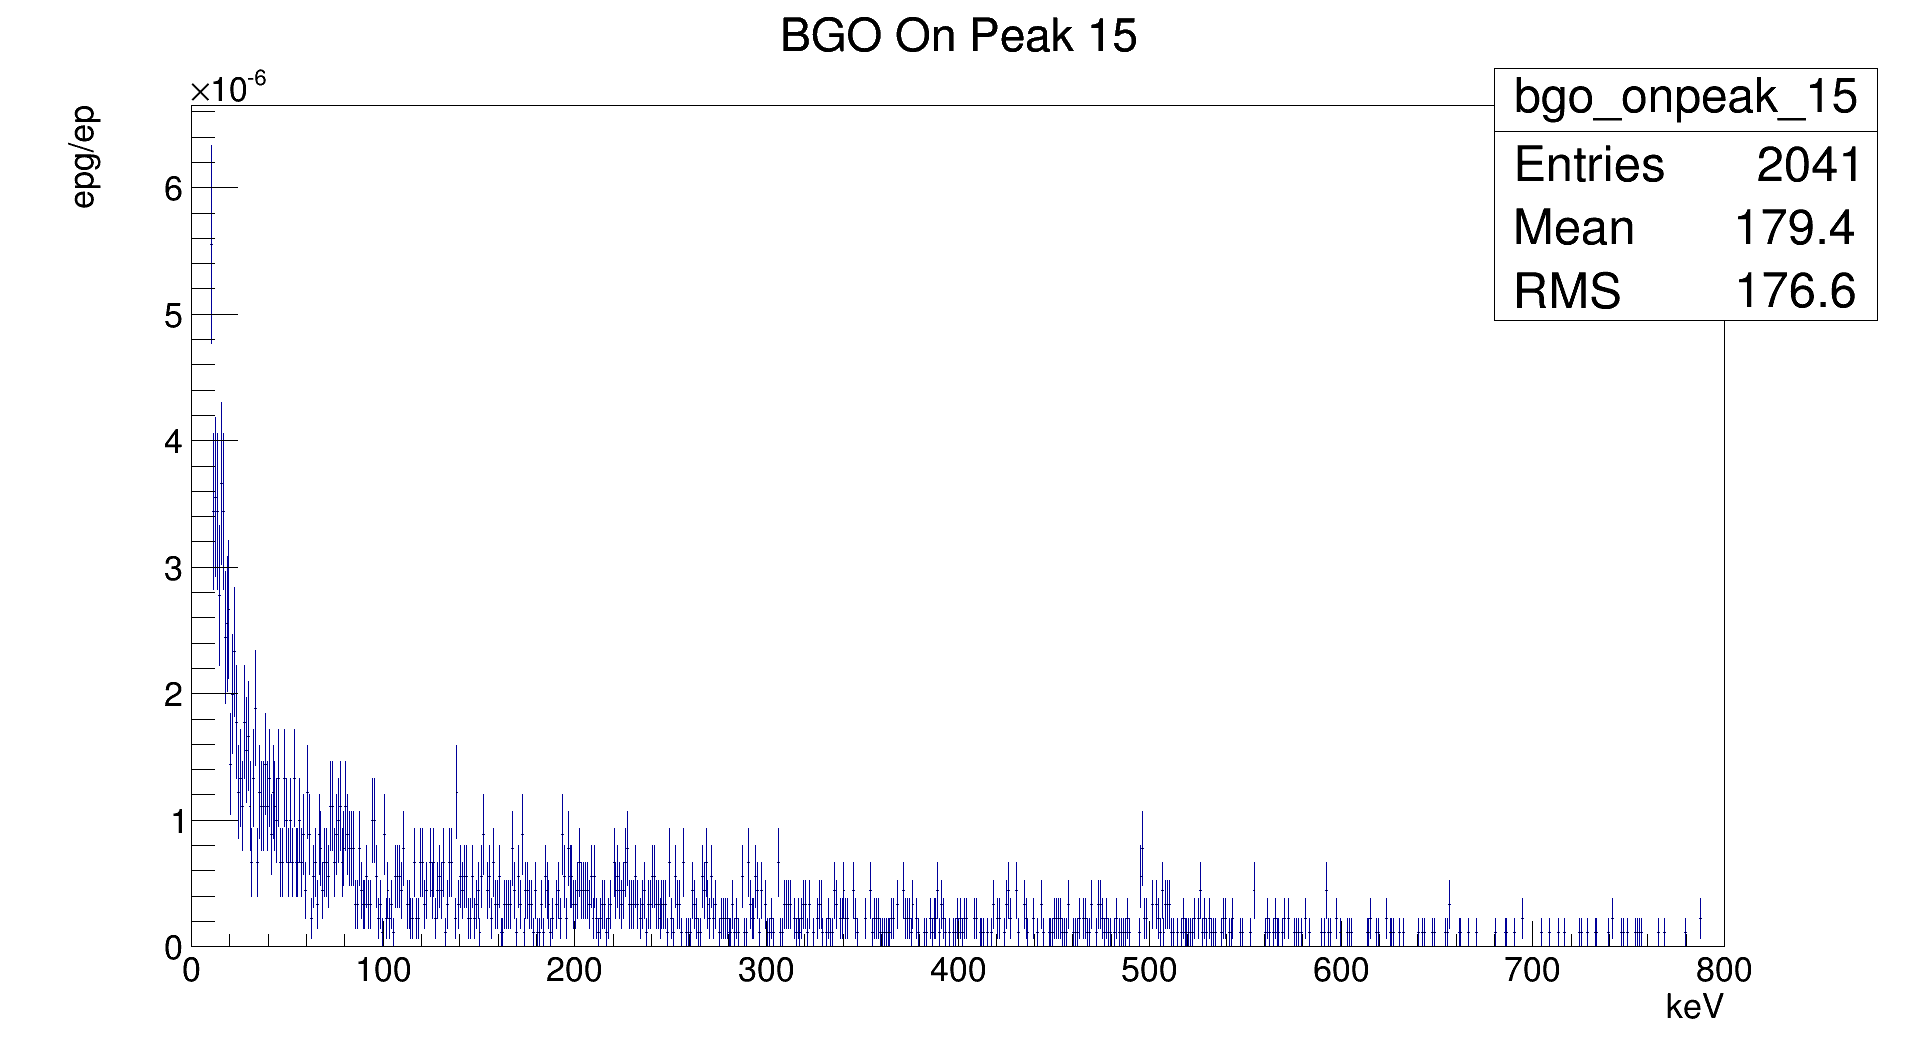 BGO On Peak 15
×10-6
epg/ep
bgo_onpeak_15
Entries 2041
Mean 179.4
RMS 176.6
6
5
4
3
2
1
0
0 100 200 300 400 500 600 700 800
keV